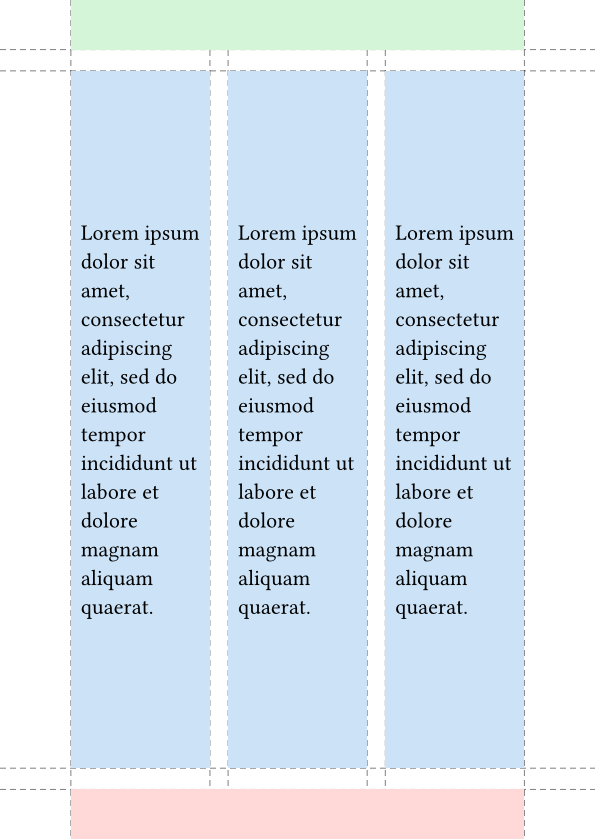 Lorem ipsum
dolor sit
amet,
consectetur
adipiscing
elit, sed do
eiusmod
tempor
incididunt ut
labore et
dolore
magnam
aliquam
quaerat.
Lorem ipsum
dolor sit
amet,
consectetur
adipiscing
elit, sed do
eiusmod
tempor
incididunt ut
labore et
dolore
magnam
aliquam
quaerat.
Lorem ipsum
dolor sit
amet,
consectetur
adipiscing
elit, sed do
eiusmod
tempor
incididunt ut
labore et
dolore
magnam
aliquam
quaerat.